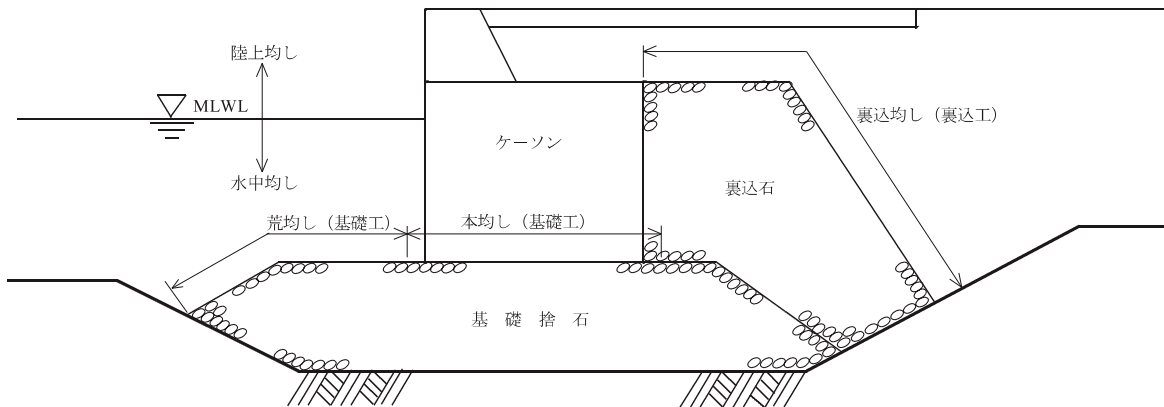 陸上均し
MLWL
水中均し
ケーソン
裏込均し（裏込工）
裏込石
荒均し（基礎工）
本均し（基礎工）
基礎捨石